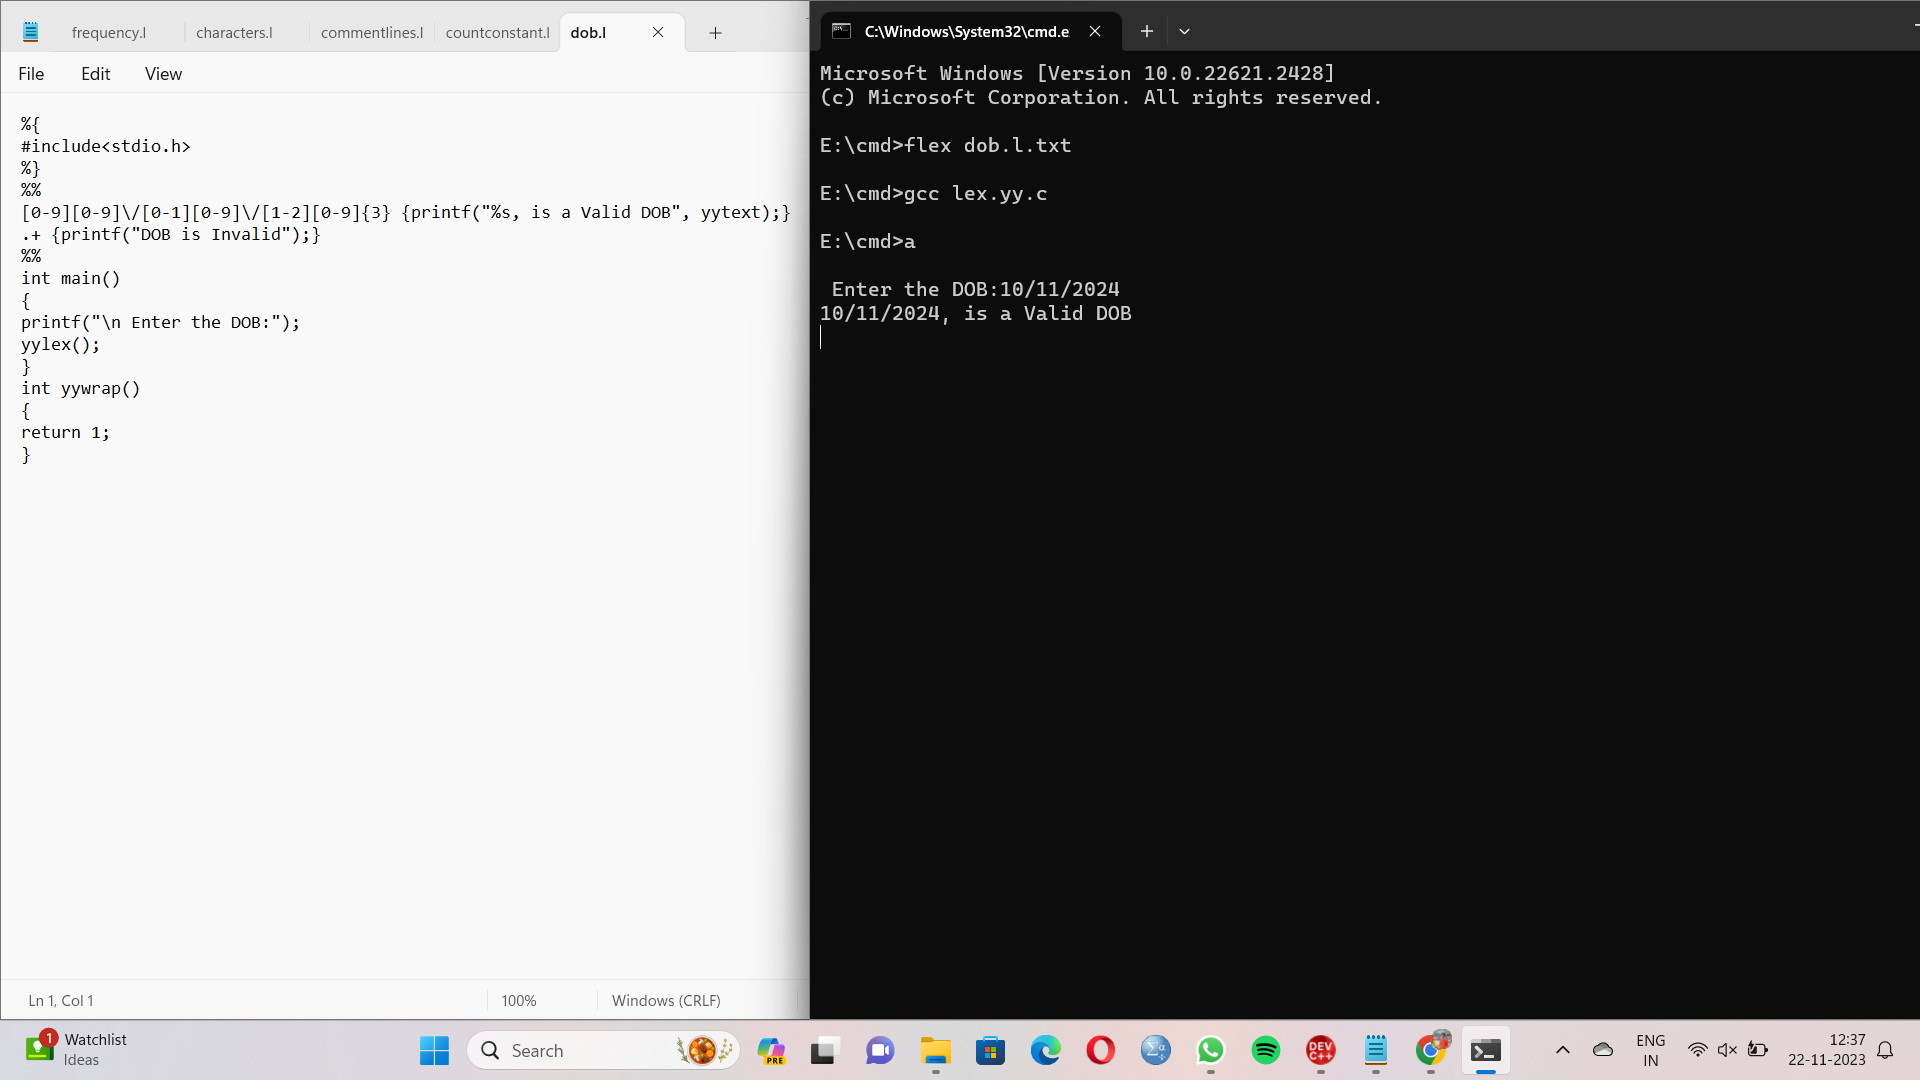 frequency.l characters.l commentlines.l countconstant.l dob.l
File Edit View
%{
#include<stdio.h>
%}
%%
[0-9][0-9]\/[0-1][0-9]\/[1-2][0-9]{3} {printf("%s, is a Valid DOB", yytext);}
.+ {printf("DOB is Invalid");}
%%
int main()
{
printf("\n Enter the DOB:");
yylex();
}
int yywrap()
{
return 1;
}
Ln 1, Col 1 100% Windows (CRLF)
C:\Windows\System32\cmd.e
Microsoft Windows [Version 10.0.22621.2428]
(c) Microsoft Corporation. All rights reserved.
E:\cmd>flex dob.l.txt
E:\cmd>gcc lex.yy.c
E:\cmd>a
Enter the DOB:10/11/2024
10/11/2024, is a Valid DOB
1 Watchlist
Ideas
Search
PRE
DEV
C++
ENG
IN
12:37
22-11-2023